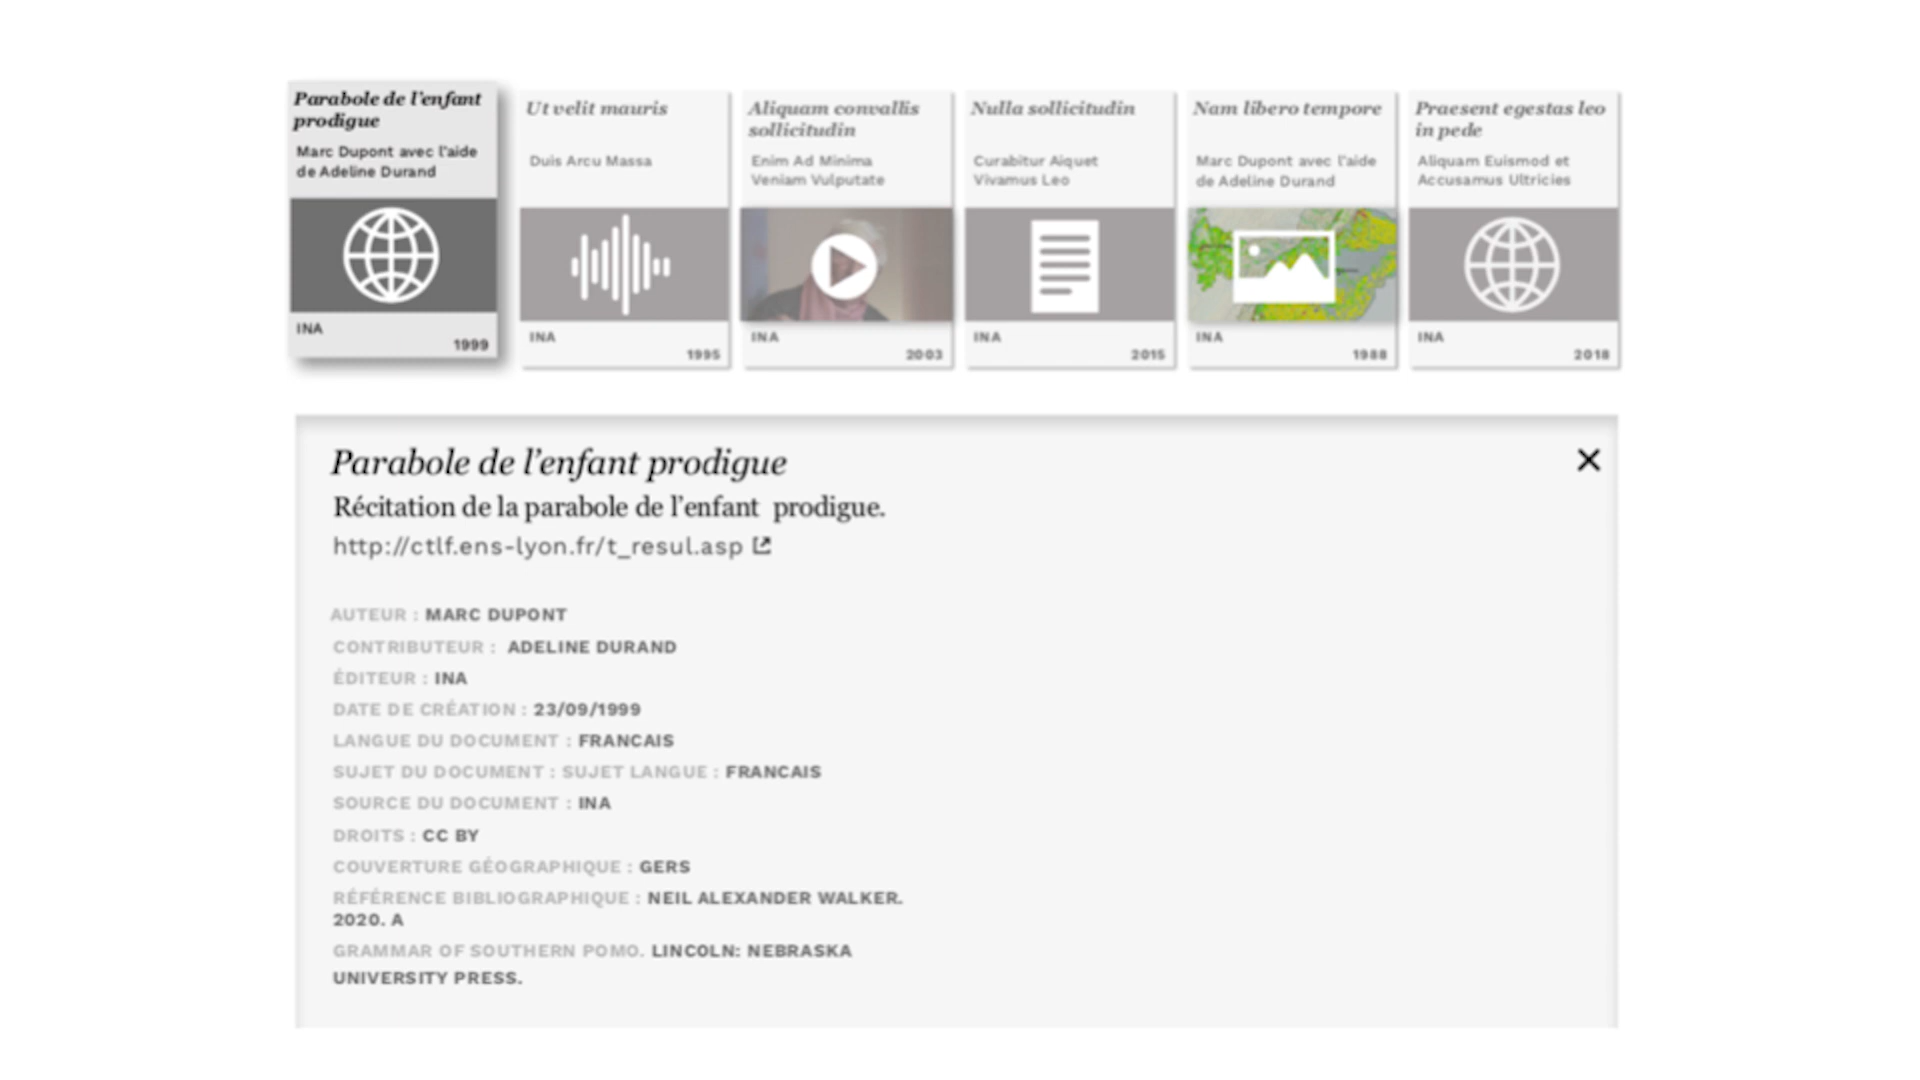 Parabole de l'enfant
prodigue
Marc Dupont avec l'aide
de Adeline Durand
INA
1999
Ut velit mauris
Duis Arcu Massa
INA
1995
Aliquam convallis
sollicitudin
Enim Ad Minima
Veniam Vulputate
INA
2003
Nulla sollicitudin
Curabitur Aiquet
Vivamus Leo
INA
2015
Nam libero tempore
Marc Dupont avec l'aide
de Adeline Durand
INA
1988
Praesent egestas leo
in pede
Aliquam Euismod et
Accusamus Ultricies
INA
2018
Parabole de l'enfant prodigue
Récitation de la parabole de l'enfant prodigue.
http://ctlf.ens-lyon.fr/t_resul.asp
AUTEUR : MARC DUPONT
CONTRIBUTEUR : ADELINE DURAND
ÉDITEUR : INA
DATE DE CRÉATION : 23/09/1999
LANGUE DU DOCUMENT : FRANCAIS
SUJET DU DOCUMENT : SUJET LANGUE : FRANCAIS
SOURCE DU DOCUMENT : INA
DROITS : CC BY
COUVERTURE GÉOGRAPHIQUE : GERS
RÉFÉRENCE BIBLIOGRAPHIQUE : NEIL ALEXANDER WALKER.
2020. A
GRAMMAR OF SOUTHERN POMO. LINCOLN: NEBRASKA
UNIVERSITY PRESS.